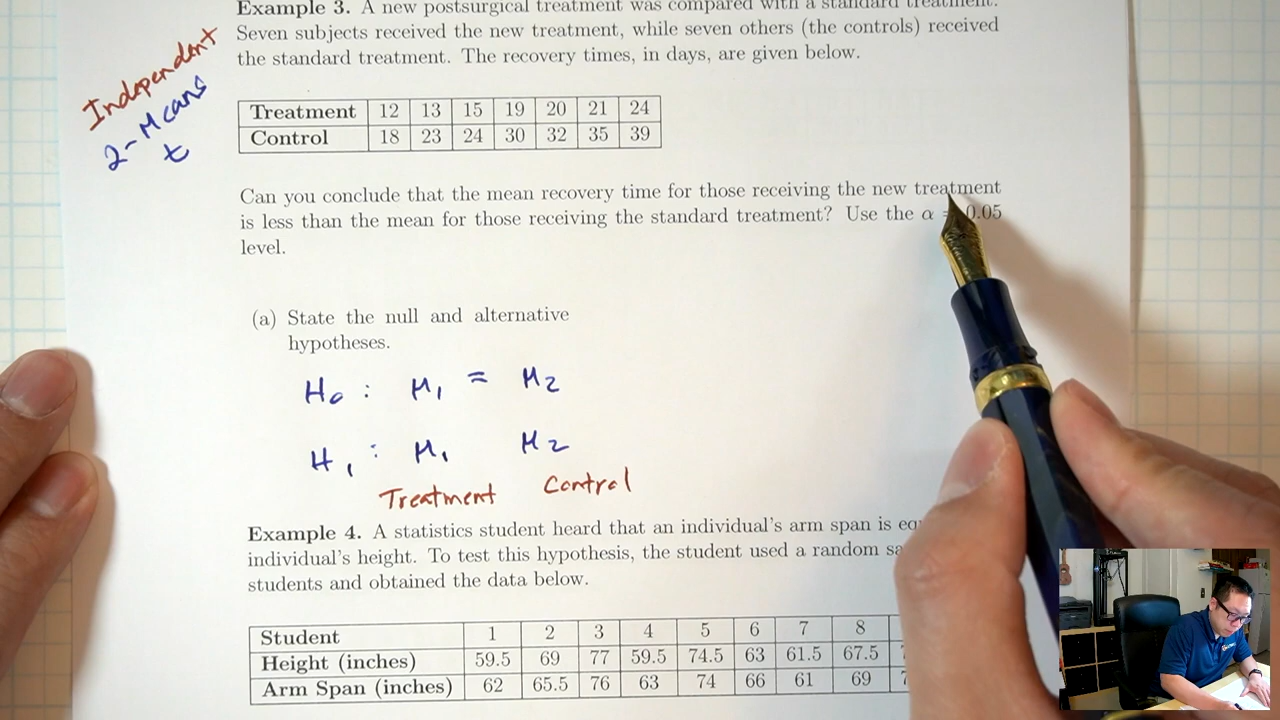 Example 3. A new postsurgical treatment was compared with a standard treatment.
Seven subjects received the new treatment, while seven others (the controls) received
the standard treatment. The recovery times, in days, are given below.
Independent
2-Means
t
Treatment 12 13 15 19 20 21 24
Control 18 23 24 30 32 35 39
Can you conclude that the mean recovery time for those receiving the new treatment
is less than the mean for those receiving the standard treatment? Use the α = 0.05
level.
(a) State the null and alternative
hypotheses.
H₀ : μ₁ = μ₂
H₁ : μ₁ μ₂
Treatment Control
Example 4. A statistics student heard that an individual's arm span is
individual's height. To test this hypothesis, the student used a random
students and obtained the data below.
Student 1 2 3 4 5 6 7 8
Height (inches) 59.5 69 77 59.5 74.5 63 61.5 67.5
Arm Span (inches) 62 65.5 76 63 74 66 61 69